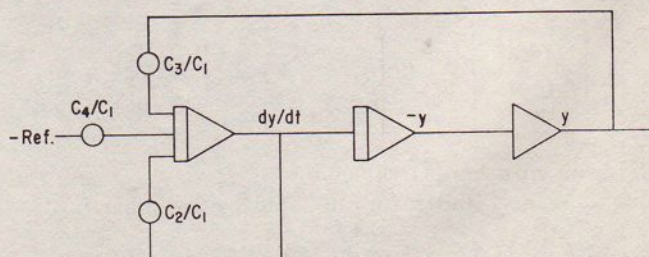 C₃/C₁
C₄/C₁
dy/dt
-y
y
-Ref.
C₂/C₁